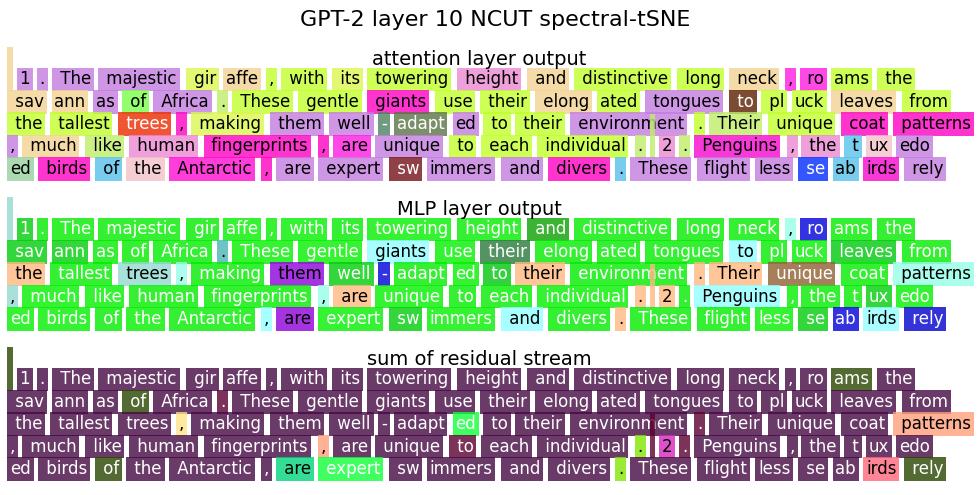 GPT-2 layer 10 NCUT spectral-tSNE
attention layer output
1 . The majestic gir affe , with its towering height and distinctive long neck , ro ams the
sav ann as of Africa . These gentle giants use their elong ated tongues to pl uck leaves from
the tallest trees , making them well - adapt ed to their environment . Their unique coat patterns
, much like human fingerprints , are unique to each individual . 2 . Penguins , the t ux edo
ed birds of the Antarctic , are expert sw immers and divers . These flight less se ab irds rely
MLP layer output
1 . The majestic gir affe , with its towering height and distinctive long neck , ro ams the
sav ann as of Africa . These gentle giants use their elong ated tongues to pl uck leaves from
the tallest trees , making them well - adapt ed to their environment . Their unique coat patterns
, much like human fingerprints , are unique to each individual . 2 . Penguins , the t ux edo
ed birds of the Antarctic , are expert sw immers and divers . These flight less se ab irds rely
sum of residual stream
1 . The majestic gir affe , with its towering height and distinctive long neck , ro ams the
sav ann as of Africa . These gentle giants use their elong ated tongues to pl uck leaves from
the tallest trees , making them well - adapt ed to their environment . Their unique coat patterns
, much like human fingerprints , are unique to each individual . 2 . Penguins , the t ux edo
ed birds of the Antarctic , are expert sw immers and divers . These flight less se ab irds rely